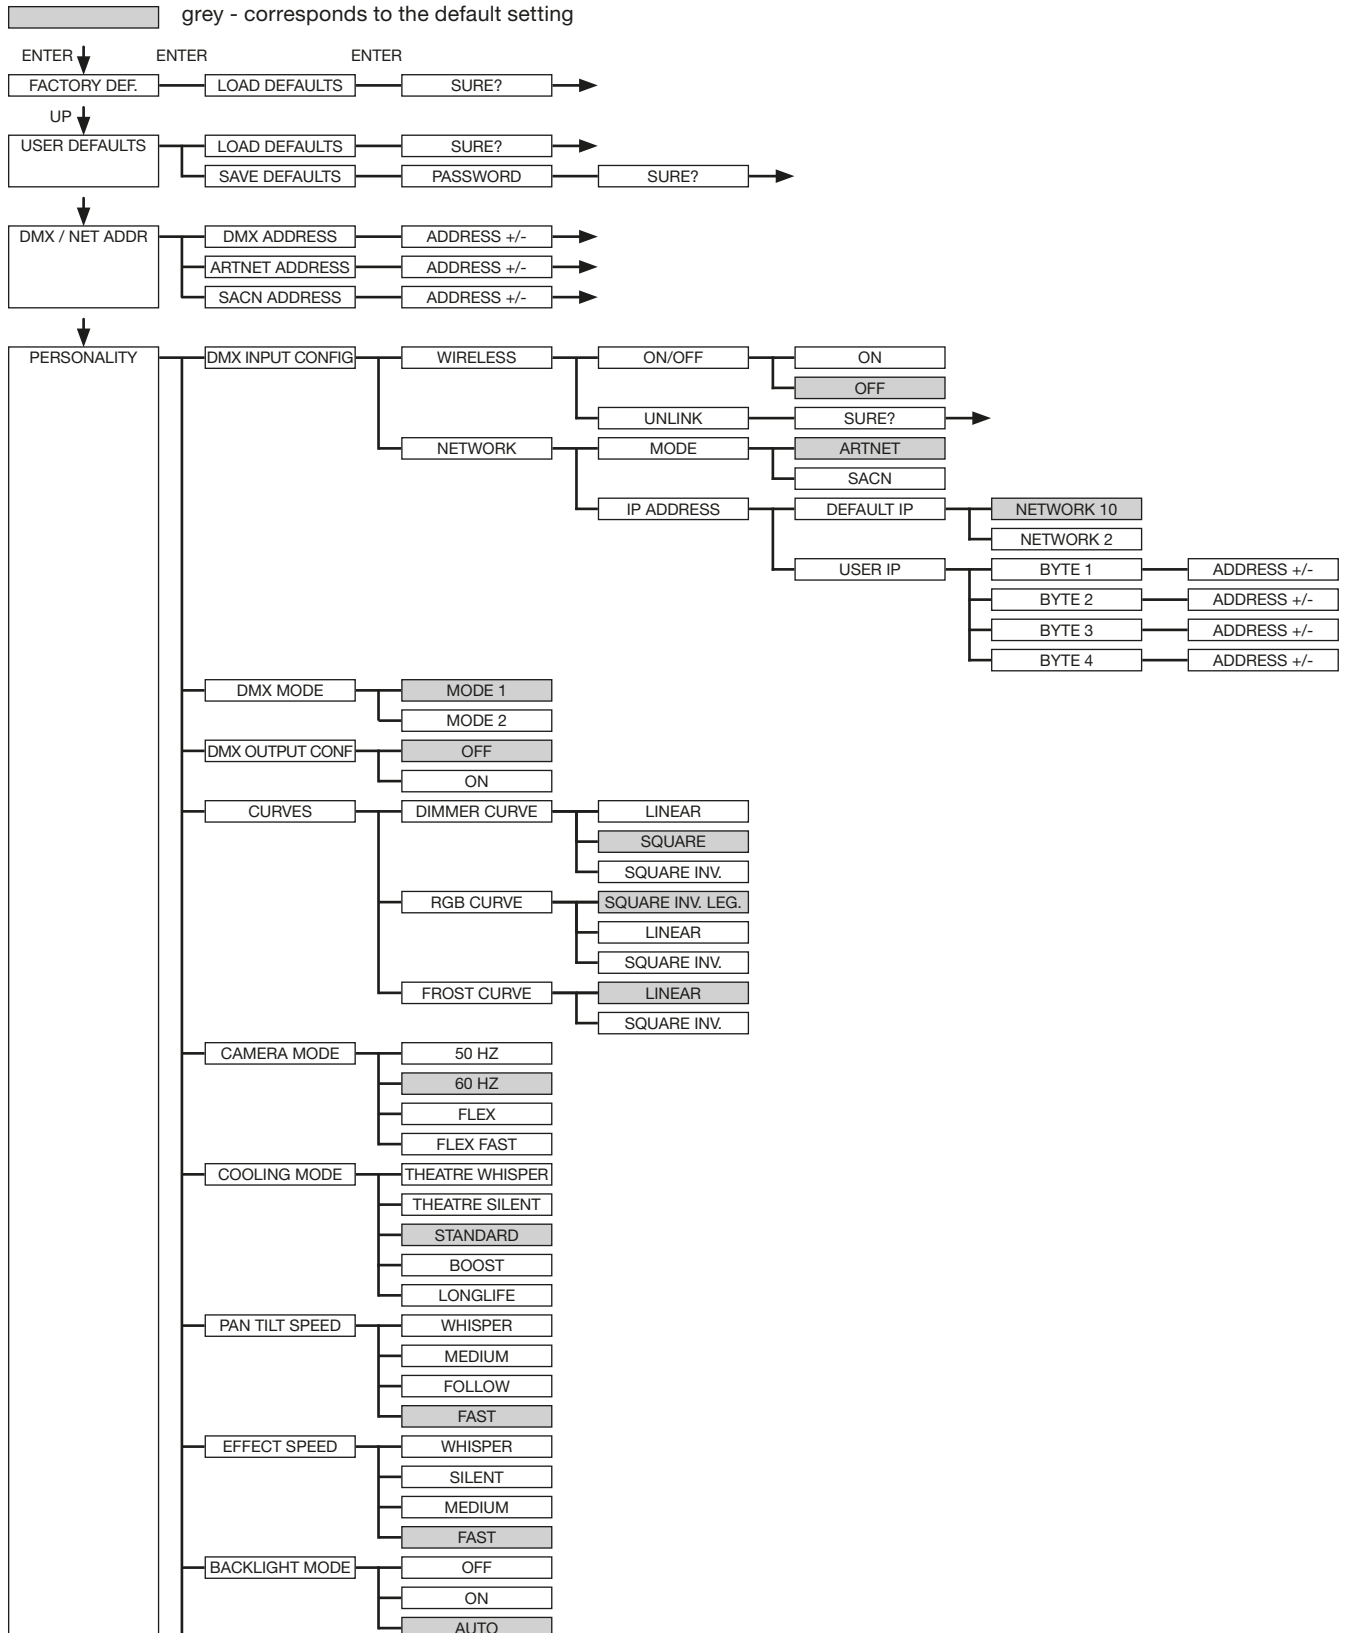 grey - corresponds to the default setting
ENTER ENTER ENTER
FACTORY DEF. LOAD DEFAULTS SURE?
UP
USER DEFAULTS LOAD DEFAULTS SURE?
SAVE DEFAULTS PASSWORD SURE?
DMX / NET ADDR DMX ADDRESS ADDRESS +/-
ARTNET ADDRESS ADDRESS +/-
SACN ADDRESS ADDRESS +/-
PERSONALITY DMX INPUT CONFIG WIRELESS ON/OFF ON
OFF
UNLINK SURE?
NETWORK MODE ARTNET
SACN
IP ADDRESS DEFAULT IP NETWORK 10
NETWORK 2
USER IP BYTE 1 ADDRESS +/-
BYTE 2 ADDRESS +/-
BYTE 3 ADDRESS +/-
BYTE 4 ADDRESS +/-
DMX MODE MODE 1
MODE 2
DMX OUTPUT CONF OFF
ON
CURVES DIMMER CURVE LINEAR
SQUARE
SQUARE INV.
RGB CURVE SQUARE INV. LEG.
LINEAR
SQUARE INV.
FROST CURVE LINEAR
SQUARE INV.
CAMERA MODE 50 HZ
60 HZ
FLEX
FLEX FAST
COOLING MODE THEATRE WHISPER
THEATRE SILENT
STANDARD
BOOST
LONGLIFE
PAN TILT SPEED WHISPER
MEDIUM
FOLLOW
FAST
EFFECT SPEED WHISPER
SILENT
MEDIUM
FAST
BACKLIGHT MODE OFF
ON
AUTO